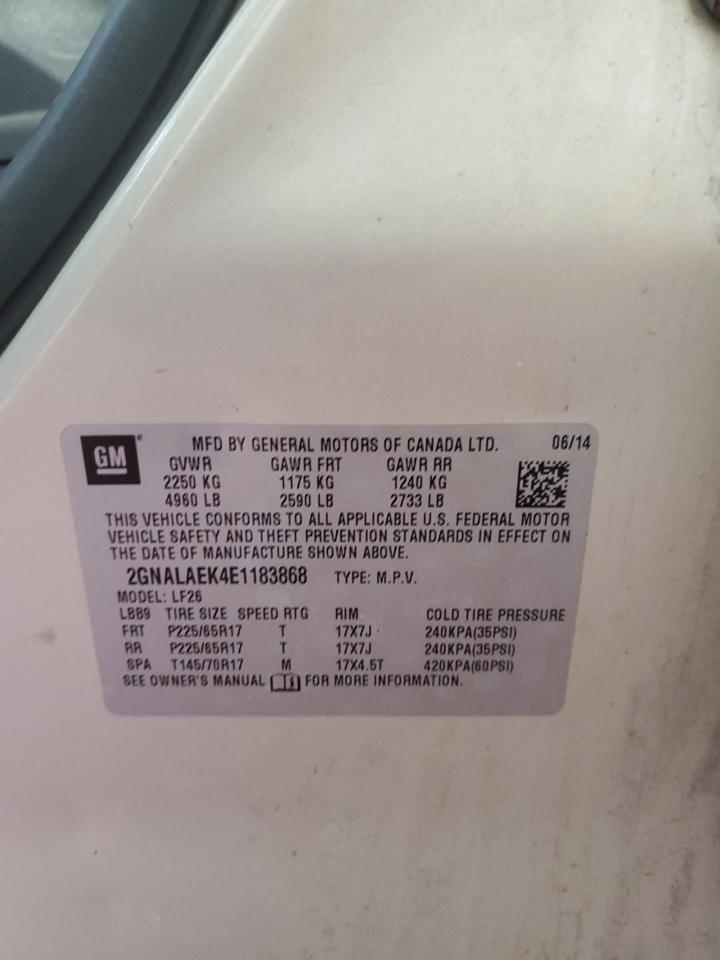 GM ® MFD BY GENERAL MOTORS OF CANADA LTD. 06/14
GVWR GAWR FRT GAWR RR
2250 KG 1175 KG 1240 KG
4960 LB 2590 LB 2733 LB
THIS VEHICLE CONFORMS TO ALL APPLICABLE U.S. FEDERAL MOTOR
VEHICLE SAFETY AND THEFT PREVENTION STANDARDS IN EFFECT ON
THE DATE OF MANUFACTURE SHOWN ABOVE.
2GNALAEK4E1183868 TYPE: M.P.V.
MODEL: LF26
LBB9 TIRE SIZE SPEED RTG RIM COLD TIRE PRESSURE
FRT P225/65R17 T 17X7J 240KPA(35PSI)
RR P225/65R17 T 17X7J 240KPA(35PSI)
SPA T145/70R17 M 17X4.5T 420KPA(60PSI)
SEE OWNER'S MANUAL FOR MORE INFORMATION.